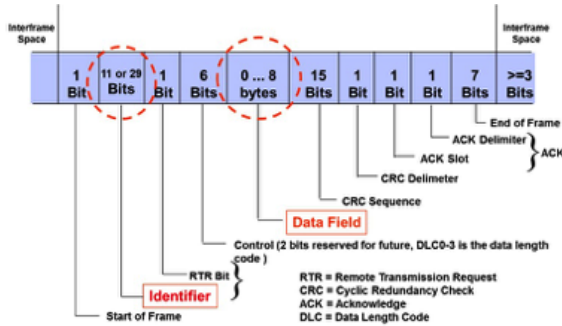 Interframe
Space
Interframe
Space
1
Bit
11 or 29
Bits
1
Bit
6
Bits
0 ... 8
bytes
15
Bits
1
Bit
1
Bit
1
Bit
7
Bits
>=3
Bits
End of Frame
ACK Delimiter
ACK
ACK Slot
CRC Delimeter
CRC Sequence
Data Field
Control (2 bits reserved for future, DLC0-3 is the data length
code )
RTR Bit
Identifier
Start of Frame
RTR = Remote Transmission Request
CRC = Cyclic Redundancy Check
ACK = Acknowledge
DLC = Data Length Code